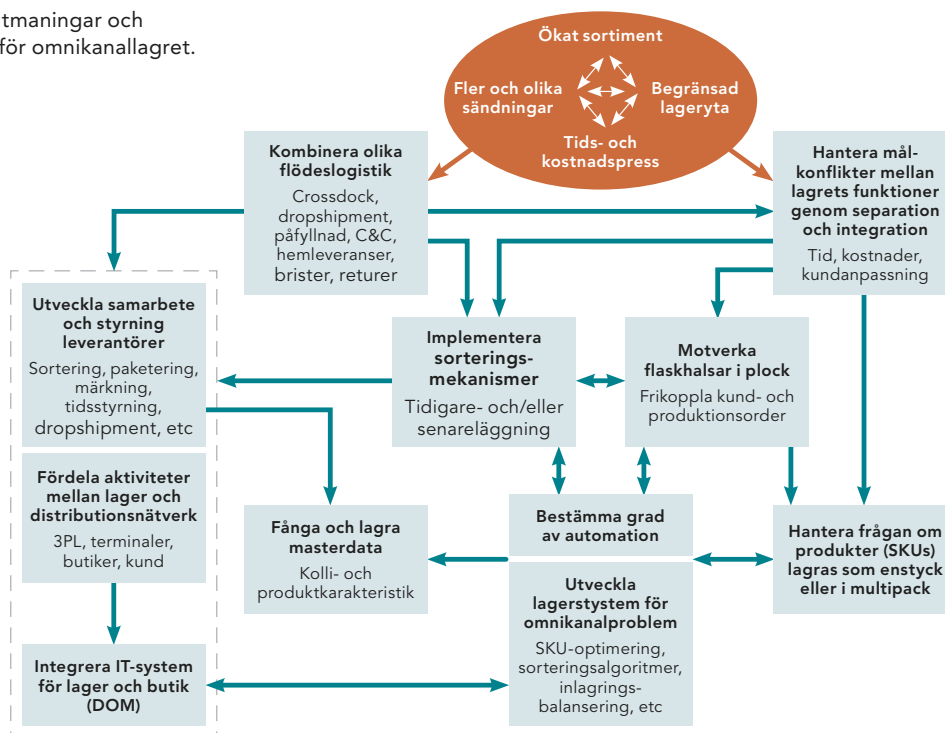 tmaningar och
för omnikanallagret.
Ökat sortiment
Fler och olika
sändningar
Begränsad
lageryta
Tids- och
kostnadspress
Kombinera olika
flödeslogistik
Crossdock,
dropshipment,
påfyllnad, C&C,
hemleveranser,
brister, returer
Hantera mål-
konflikter mellan
lagrets funktioner
genom separation
och integration
Tid, kostnader,
kundanpassning
Utveckla samarbete
och styrning
leverantörer
Sortering, paketering,
märkning,
tidsstyrning,
dropshipment, etc
Implementera
sorterings-
mekanismer
Tidigare- och/eller
senareläggning
Motverka
flaskhalsar i plock
Frikoppla kund- och
produktionsorder
Fördela aktiviteter
mellan lager och
distributionsnätverk
3PL, terminaler,
butiker, kund
Fånga och lagra
masterdata
Kolli- och
produktkarakteristik
Bestämma grad
av automation
Hantera frågan om
produkter (SKUs)
lagras som enstyck
eller i multipack
Utveckla
lagerstystem för
omnikanalproblem
SKU-optimering,
sorteringsalgoritmer,
inlagrings-
balansering, etc
Integrera IT-system
för lager och butik
(DOM)